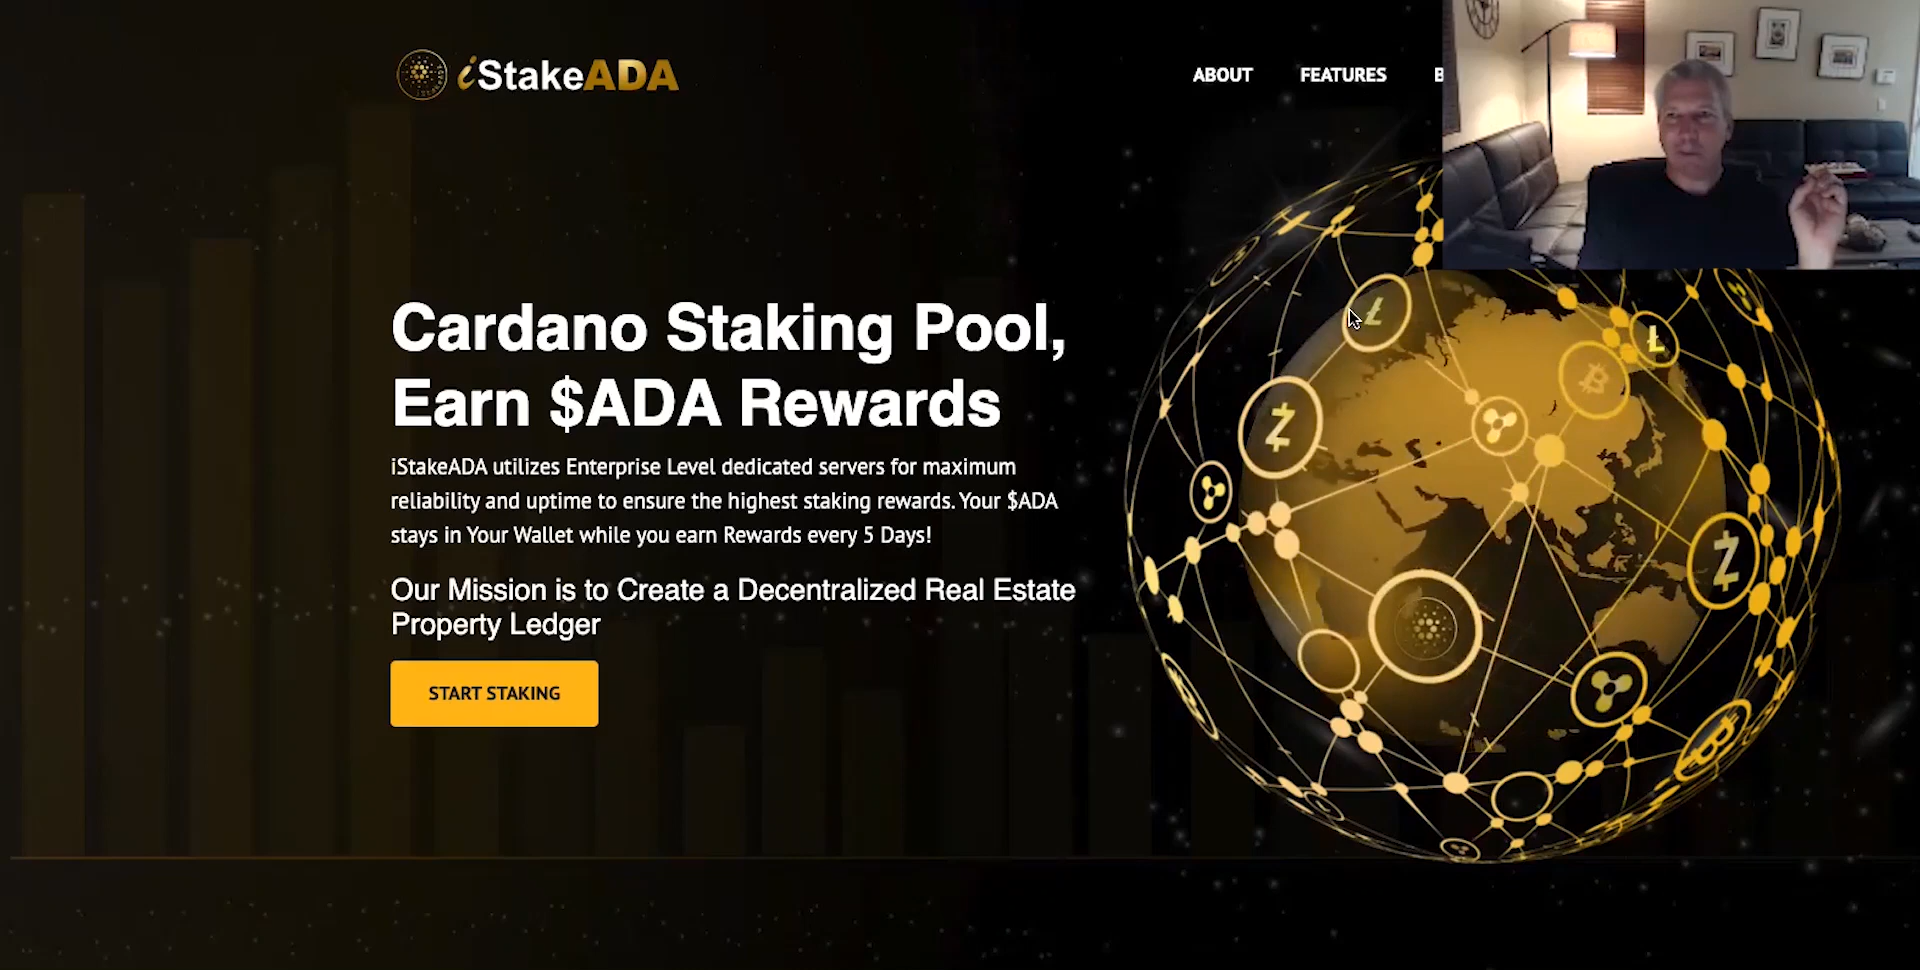 iStakeADA
ABOUT
FEATURES
B
Cardano Staking Pool,
Earn $ADA Rewards
iStakeADA utilizes Enterprise Level dedicated servers for maximum
reliability and uptime to ensure the highest staking rewards. Your $ADA
stays in Your Wallet while you earn Rewards every 5 Days!
Our Mission is to Create a Decentralized Real Estate
Property Ledger
START STAKING